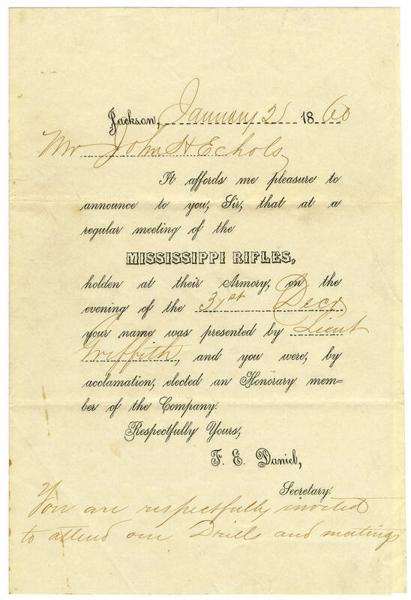 Jackson, January 21 1860
Mr John H Echols,
It affords me pleasure to
announce to you, Sir, that at a
regular meeting of the
MISSISSIPPI RIFLES,
holden at their Armory, on the
evening of the 31st Decr
your name was presented by Lieut
Griffith, and you were, by
acclamation, elected an Honorary mem-
ber of the Company.
Respectfully Yours,
F. E. Daniel,
Secretary.
You are respectfully invited
to attend our Drills and meetings